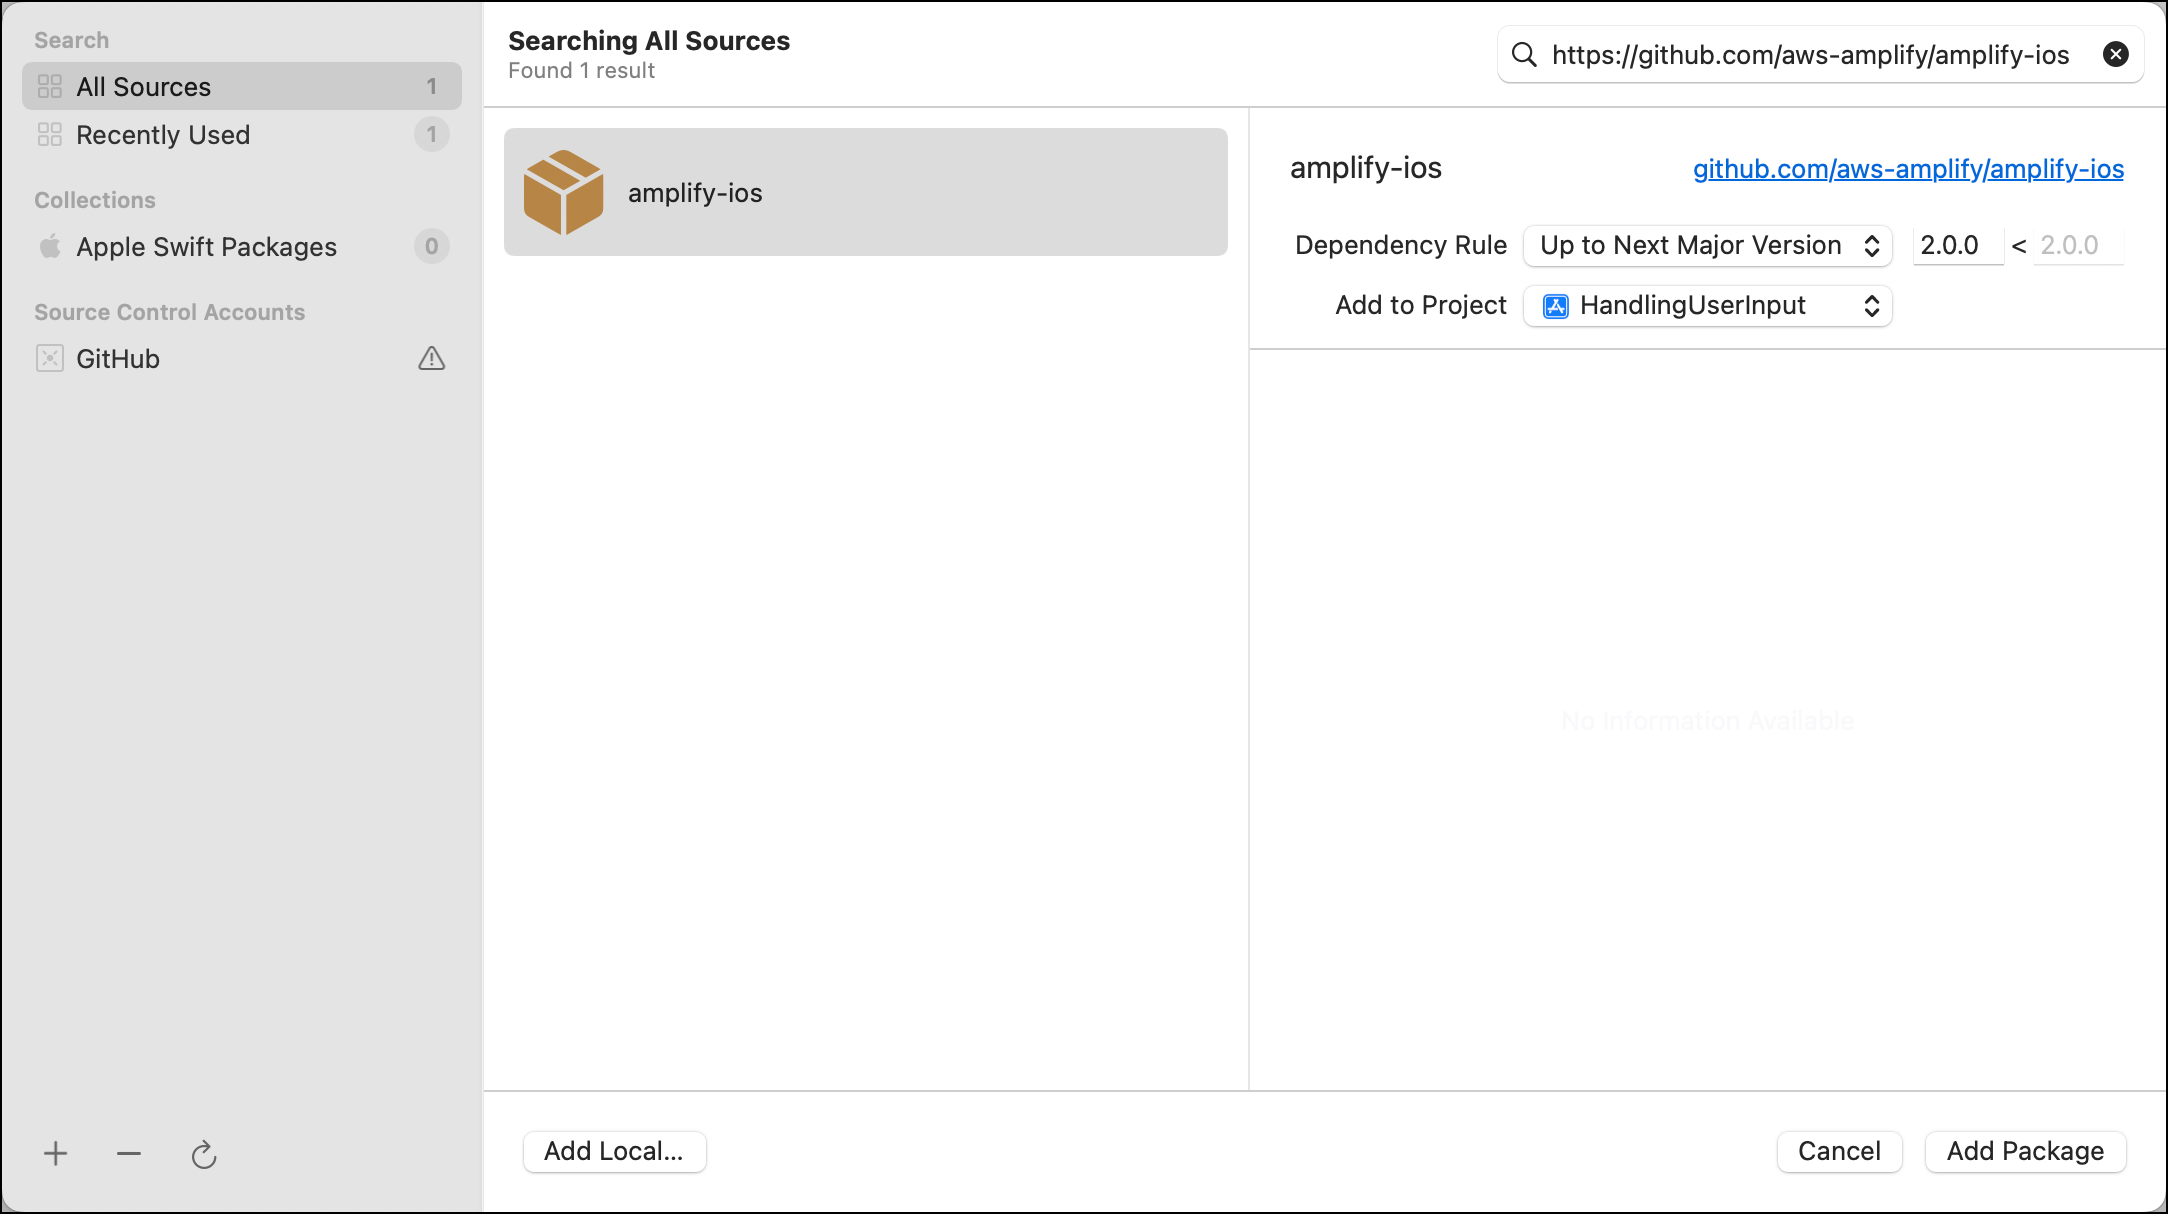 Search
All Sources 1
Recently Used 1
Collections
Apple Swift Packages 0
Source Control Accounts
GitHub
Searching All Sources
Found 1 result
https://github.com/aws-amplify/amplify-ios
amplify-ios
amplify-ios github.com/aws-amplify/amplify-ios
Dependency Rule Up to Next Major Version 2.0.0 < 2.0.0
Add to Project HandlingUserInput
No Information Available
Add Local...
Cancel
Add Package